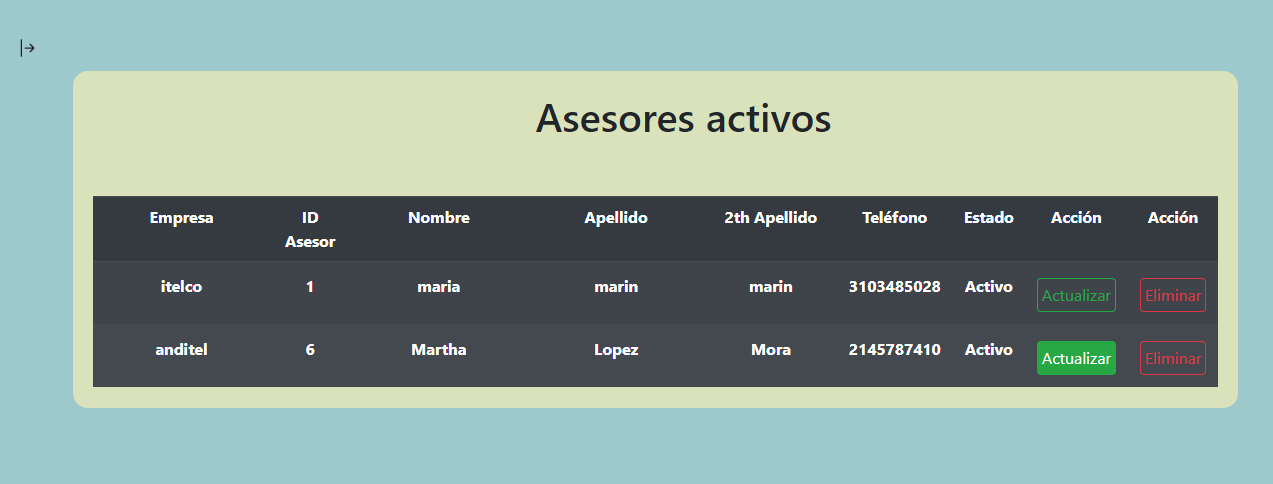 Asesores activos
Empresa ID Asesor Nombre Apellido 2th Apellido Teléfono Estado Acción Acción
itelco 1 maria marin marin 3103485028 Activo Actualizar Eliminar
anditel 6 Martha Lopez Mora 2145787410 Activo Actualizar Eliminar